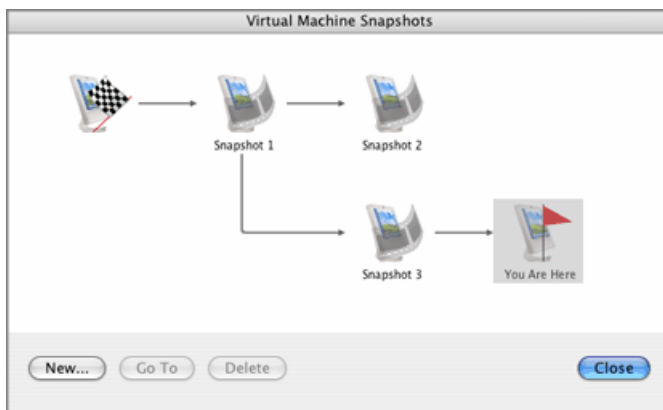 Virtual Machine Snapshots
Snapshot 1
Snapshot 2
Snapshot 3
You Are Here
New...
Go To
Delete
Close